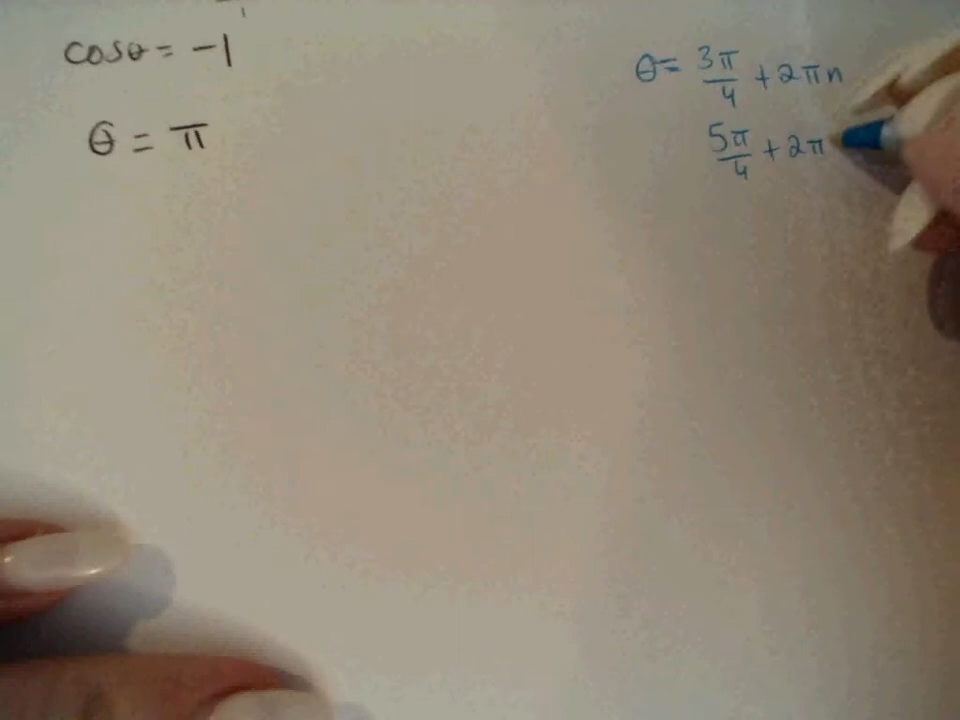 cosθ = -1
θ = π
θ = 3π/4 + 2πn
5π/4 + 2π